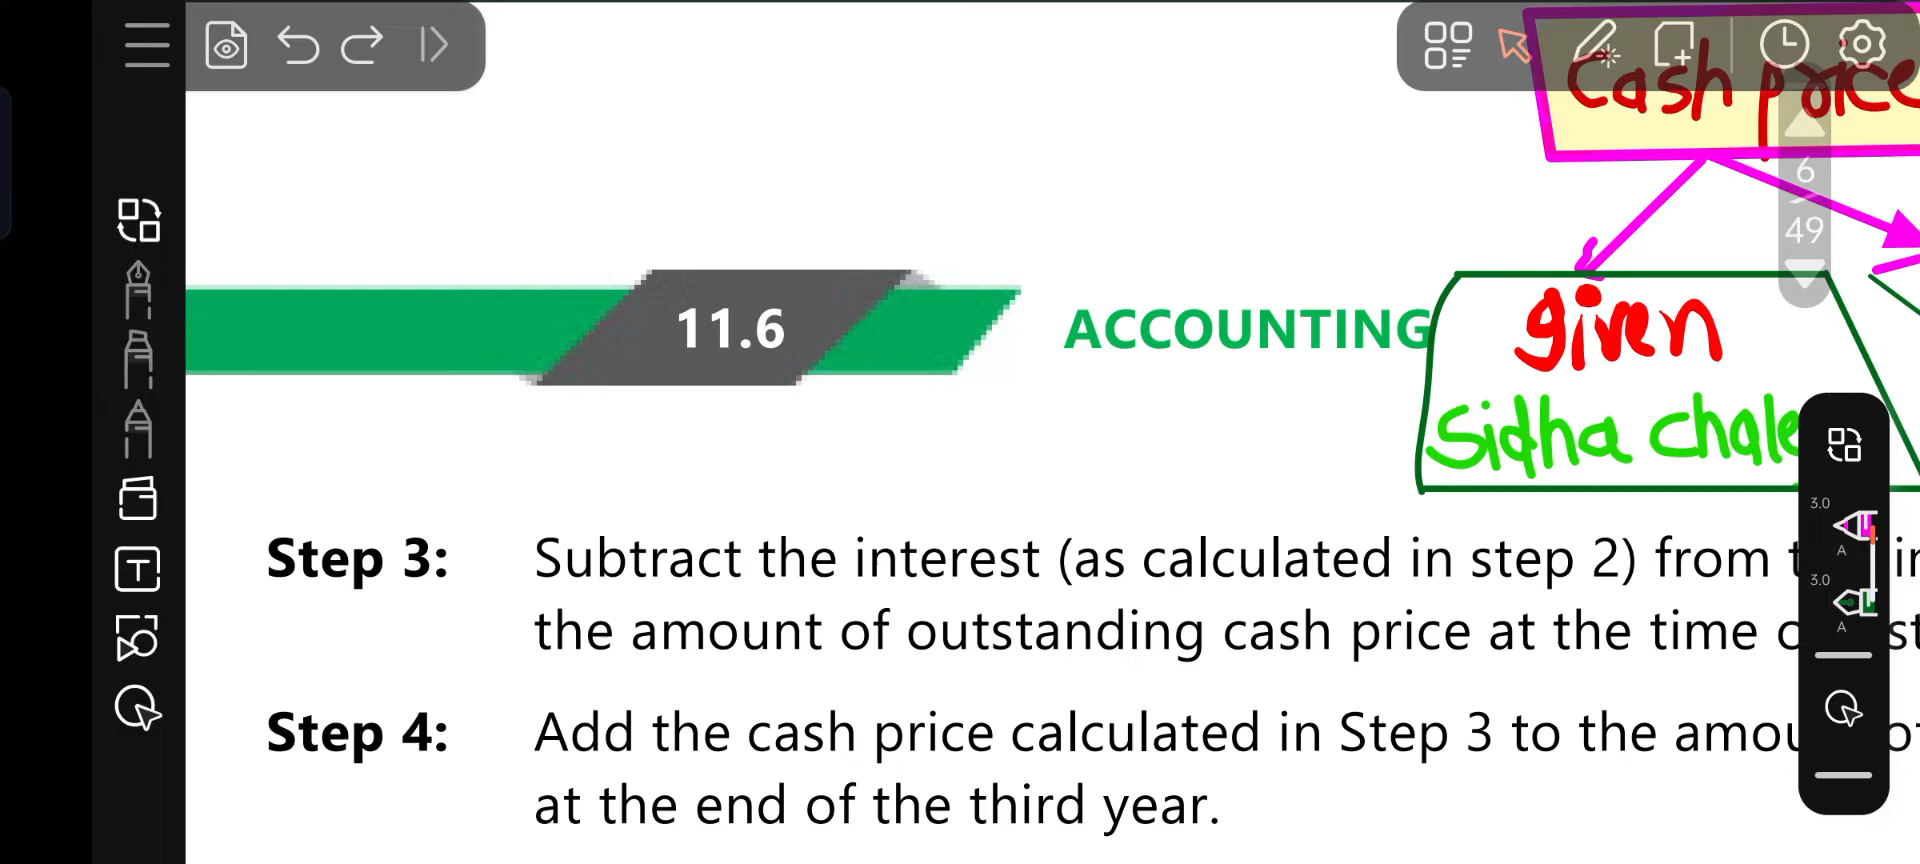 Cash price
6
49
11.6
ACCOUNTING
given
Sidha chale
3.0
A
3.0
A
Step 3: Subtract the interest (as calculated in step 2) from
the amount of outstanding cash price at the time
Step 4: Add the cash price calculated in Step 3 to the
at the end of the third year.
T